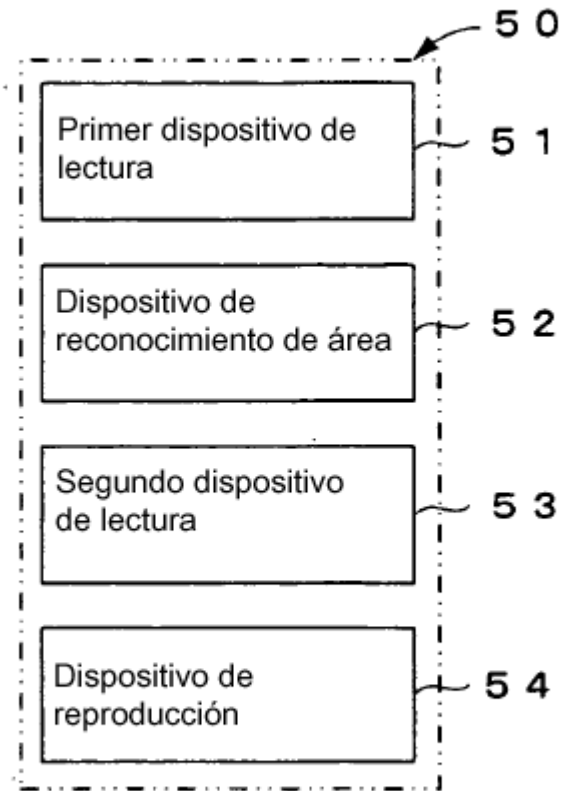 50
Primer dispositivo de
lectura
51
Dispositivo de
reconocimiento de área
52
Segundo dispositivo
de lectura
53
Dispositivo de
reproducción
54